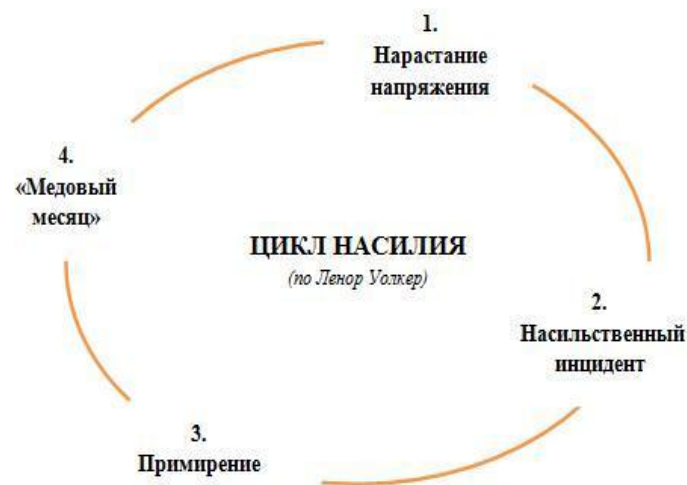 1.
Нарастание
напряжения
4.
«Медовый
месяц»
ЦИКЛ НАСИЛИЯ
(по Ленор Уолкер)
2.
Насильственный
инцидент
3.
Примирение